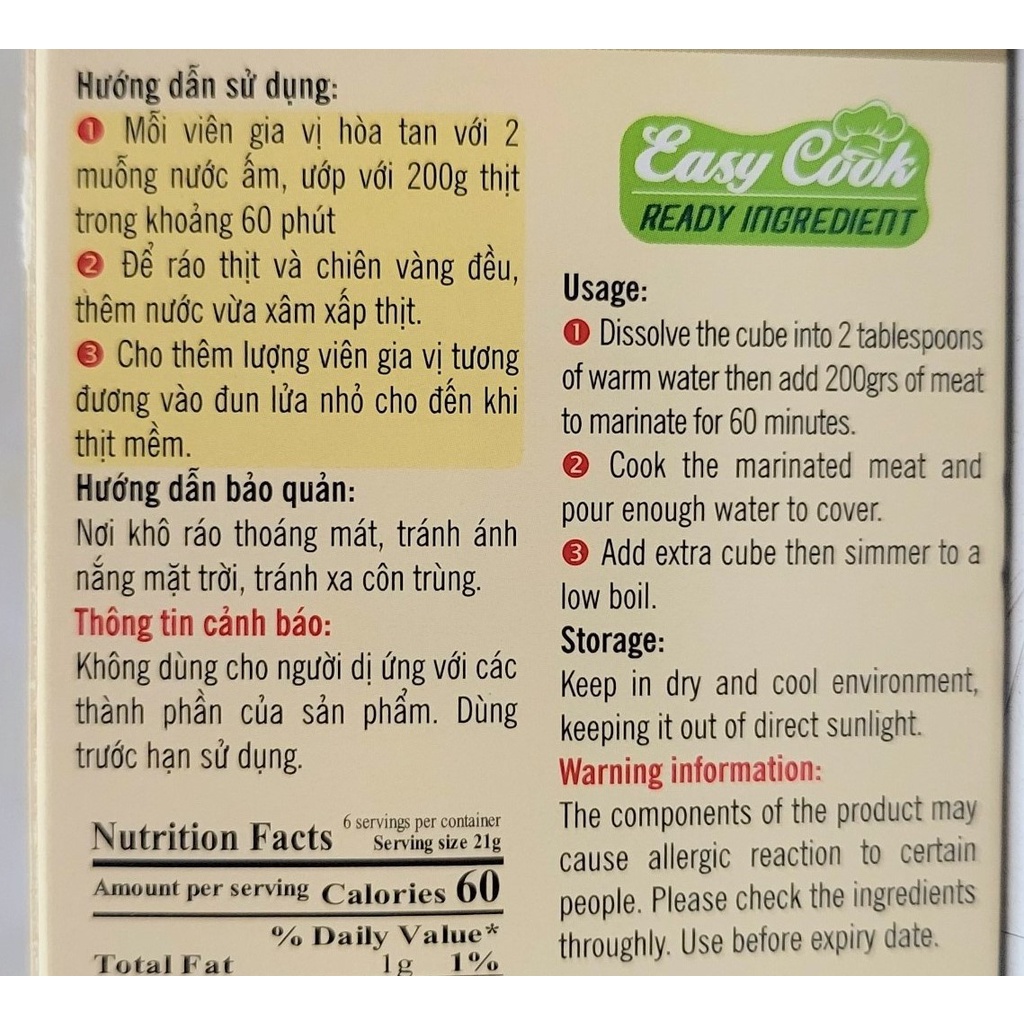 Hướng dẫn sử dụng:
1 Mỗi viên gia vị hòa tan với 2
muỗng nước ấm, ướp với 200g thịt
trong khoảng 60 phút
2 Để ráo thịt và chiên vàng đều,
thêm nước vừa xâm xấp thịt.
3 Cho thêm lượng viên gia vị tương
đương vào đun lửa nhỏ cho đến khi
thịt mềm.
Hướng dẫn bảo quản:
Nơi khô ráo thoáng mát, tránh ánh
nắng mặt trời, tránh xa côn trùng.
Thông tin cảnh báo:
Không dùng cho người dị ứng với các
thành phần của sản phẩm. Dùng
trước hạn sử dụng.
Nutrition Facts
6 servings per container
Serving size 21g
Amount per serving Calories 60
% Daily Value*
Total Fat 1g 1%
Easy Cook
READY INGREDIENT
Usage:
1 Dissolve the cube into 2 tablespoons
of warm water then add 200grs of meat
to marinate for 60 minutes.
2 Cook the marinated meat and
pour enough water to cover.
3 Add extra cube then simmer to a
low boil.
Storage:
Keep in dry and cool environment,
keeping it out of direct sunlight.
Warning information:
The components of the product may
cause allergic reaction to certain
people. Please check the ingredients
throughly. Use before expiry date.